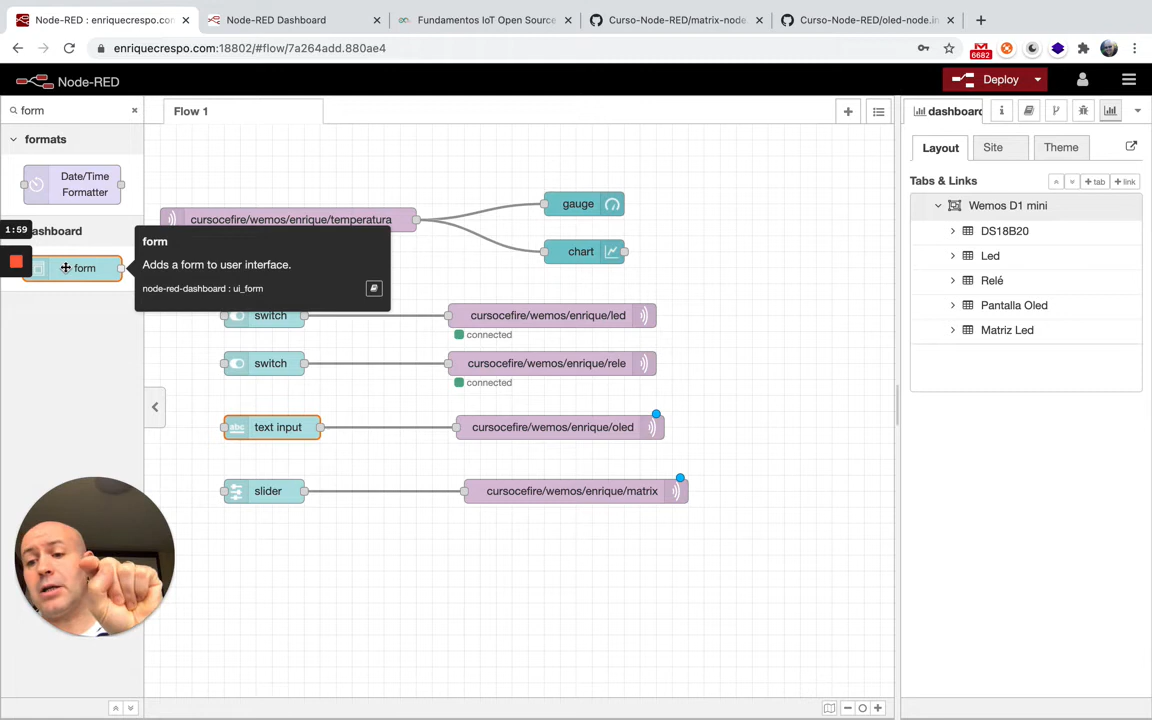 Node-RED : enriquecrespo.com
Node-RED Dashboard
Fundamentos IoT Open Source
Curso-Node-RED/matrix-node.
Curso-Node-RED/oled-node.in
enriquecrespo.com:18802/#flow/7a264add.880ae4
6682
Node-RED
Deploy
form
Flow 1
dashboard
formats
Layout
Site
Theme
Date/Time
Formatter
Tabs & Links
tab
link
Wemos D1 mini
DS18B20
Led
Relé
Pantalla Oled
Matriz Led
1:59
ashboard
form
form
Adds a form to user interface.
node-red-dashboard : ui_form
cursocefire/wemos/enrique/temperatura
gauge
chart
switch
cursocefire/wemos/enrique/led
connected
switch
cursocefire/wemos/enrique/rele
connected
abc
text input
cursocefire/wemos/enrique/oled
slider
cursocefire/wemos/enrique/matrix